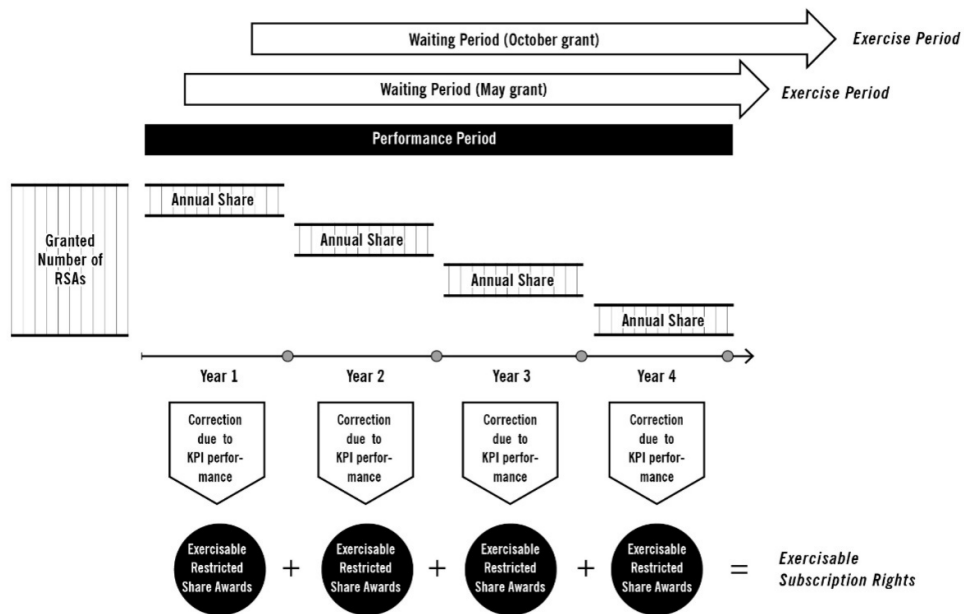 Waiting Period (October grant)
Exercise Period
Waiting Period (May grant)
Exercise Period
Performance Period
Granted
Number of
RSAs
Annual Share
Annual Share
Annual Share
Annual Share
Year 1
Year 2
Year 3
Year 4
Correction
due to
KPI perfor-
mance
Correction
due to
KPI perfor-
mance
Correction
due to
KPI perfor-
mance
Correction
due to
KPI perfor-
mance
Exercisable
Restricted
Share Awards
+
Exercisable
Restricted
Share Awards
+
Exercisable
Restricted
Share Awards
+
Exercisable
Restricted
Share Awards
=
Exercisable
Subscription Rights